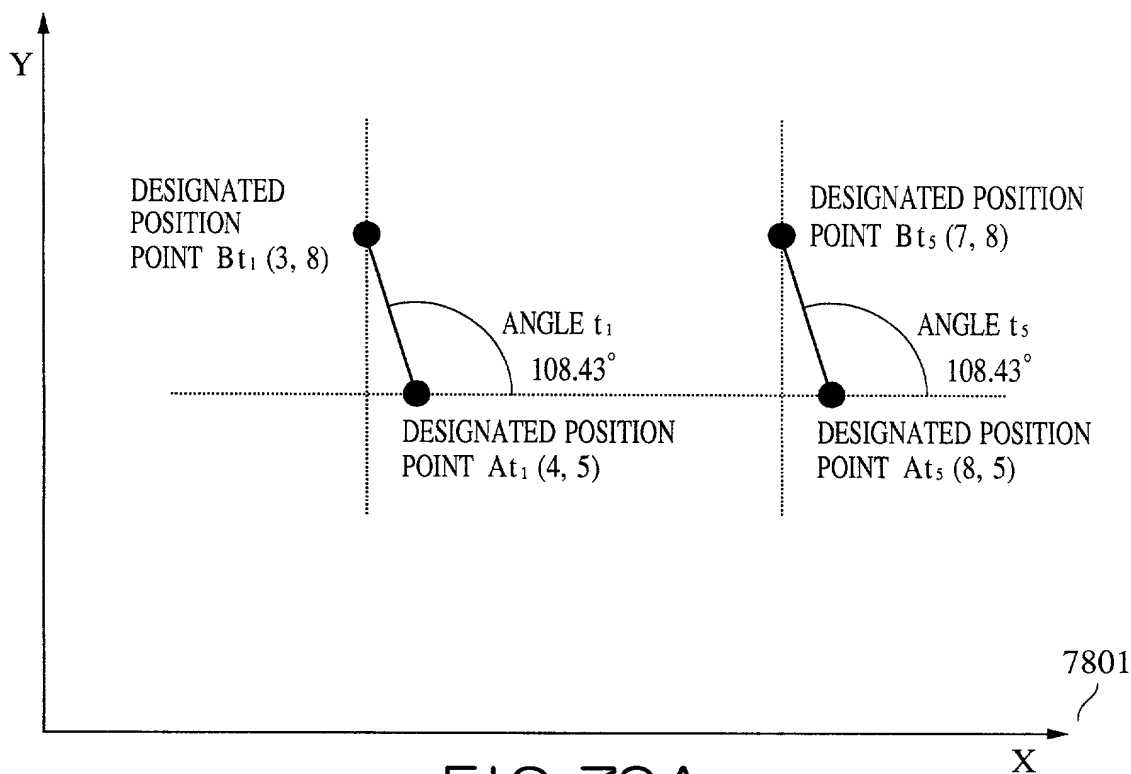 Y
DESIGNATED
POSITION
POINT Bt₁ (3, 8)
DESIGNATED POSITION
POINT Bt₅ (7, 8)
ANGLE t₁
108.43°
ANGLE t₅
108.43°
DESIGNATED POSITION
POINT At₁ (4, 5)
DESIGNATED POSITION
POINT At₅ (8, 5)
7801
X